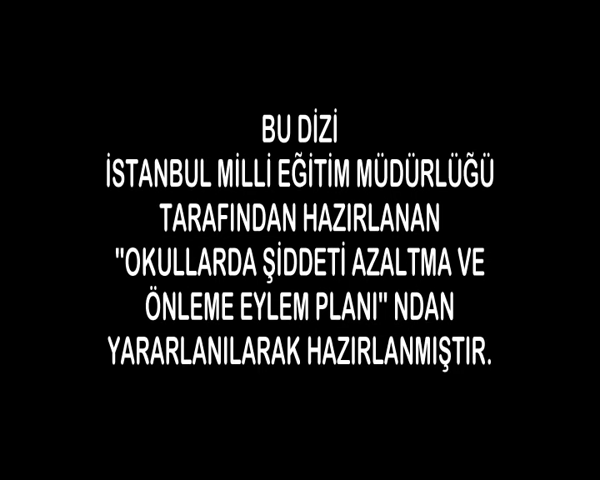 BU DİZİ
İSTANBUL MİLLİ EĞİTİM MÜDÜRLÜĞÜ
TARAFINDAN HAZIRLANAN
"OKULLARDA ŞİDDETİ AZALTMA VE
ÖNLEME EYLEM PLANI" NDAN
YARARLANILARAK HAZIRLANMIŞTIR.